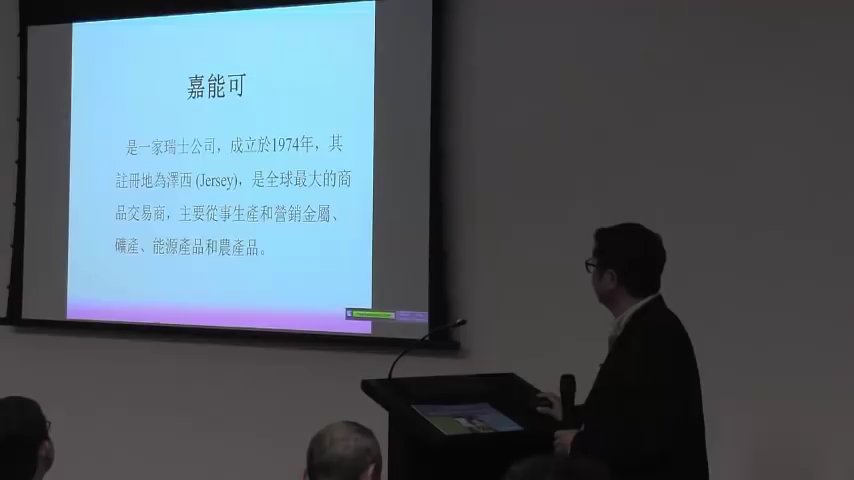 嘉能可
是一家瑞士公司，成立於1974年，其
註冊地為澤西 (Jersey)，是全球最大的商
品交易商，主要從事生產和營銷金屬、
礦產、能源產品和農產品。